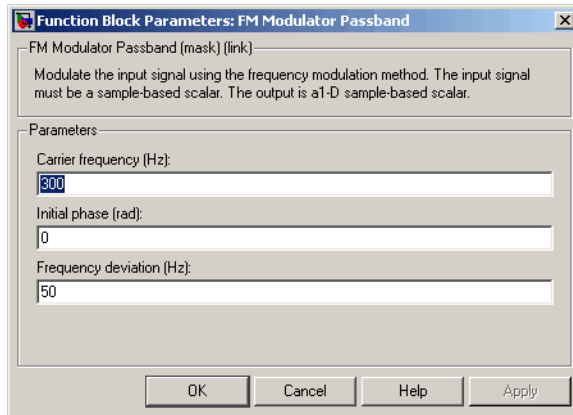 Function Block Parameters: FM Modulator Passband
FM Modulator Passband (mask) (link)
Modulate the input signal using the frequency modulation method. The input signal
must be a sample-based scalar. The output is a1-D sample-based scalar.
Parameters
Carrier frequency (Hz):
300
Initial phase (rad):
0
Frequency deviation (Hz):
50
OK Cancel Help Apply